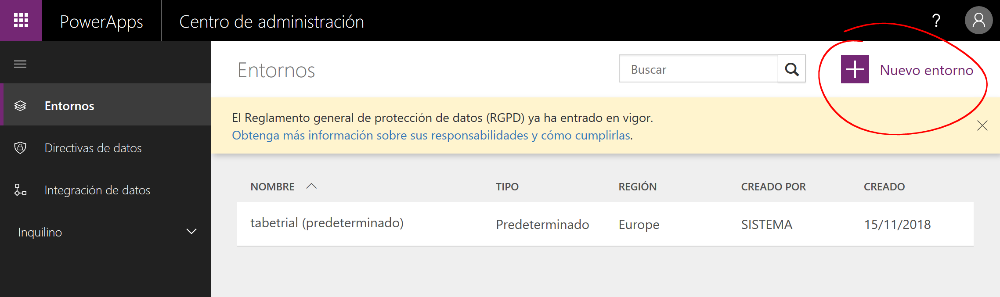 PowerApps
Centro de administración
?
Entornos
Directivas de datos
Integración de datos
Inquilino
Entornos
Buscar
Nuevo entorno
El Reglamento general de protección de datos (RGPD) ya ha entrado en vigor.
Obtenga más información sobre sus responsabilidades y cómo cumplirlas.
NOMBRE TIPO REGIÓN CREADO POR CREADO
tabetrial (predeterminado) Predeterminado Europe SISTEMA 15/11/2018